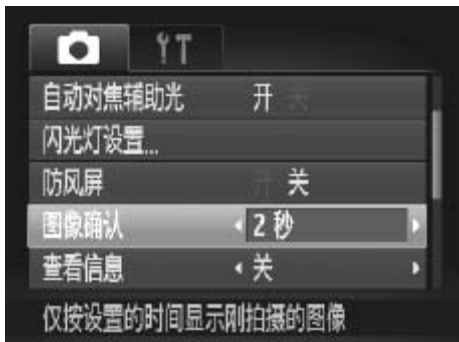 自动对焦辅助光 开 关
闪光灯设置...
防风屏 开 关
图像确认 2 秒
查看信息 关
仅按设置的时间显示刚拍摄的图像